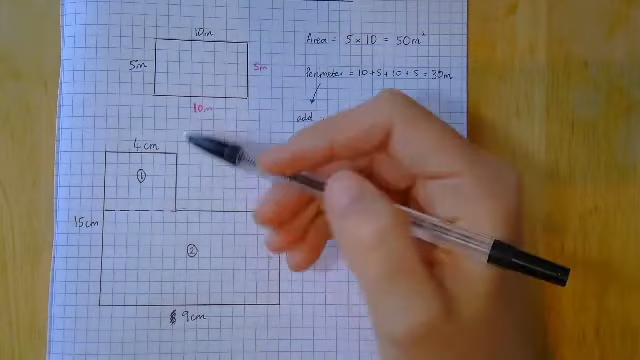 10m
5m
5m
10m
Area = 5 × 10 = 50m²
Perimeter = 10+5+10+5 = 30m
add
4cm
①
15cm
②
9cm